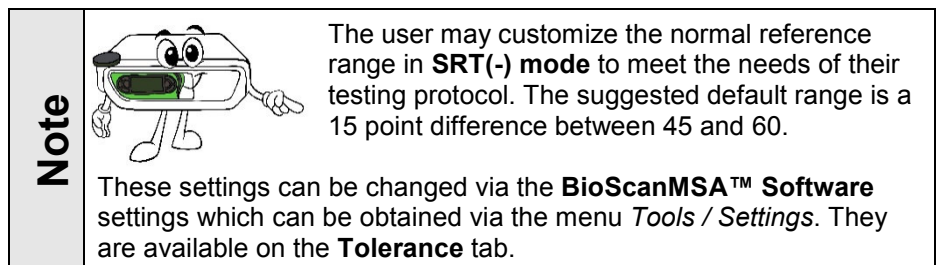 Note
The user may customize the normal reference
range in SRT(-) mode to meet the needs of their
testing protocol. The suggested default range is a
15 point difference between 45 and 60.
These settings can be changed via the BioScanMSA™ Software
settings which can be obtained via the menu Tools / Settings. They
are available on the Tolerance tab.